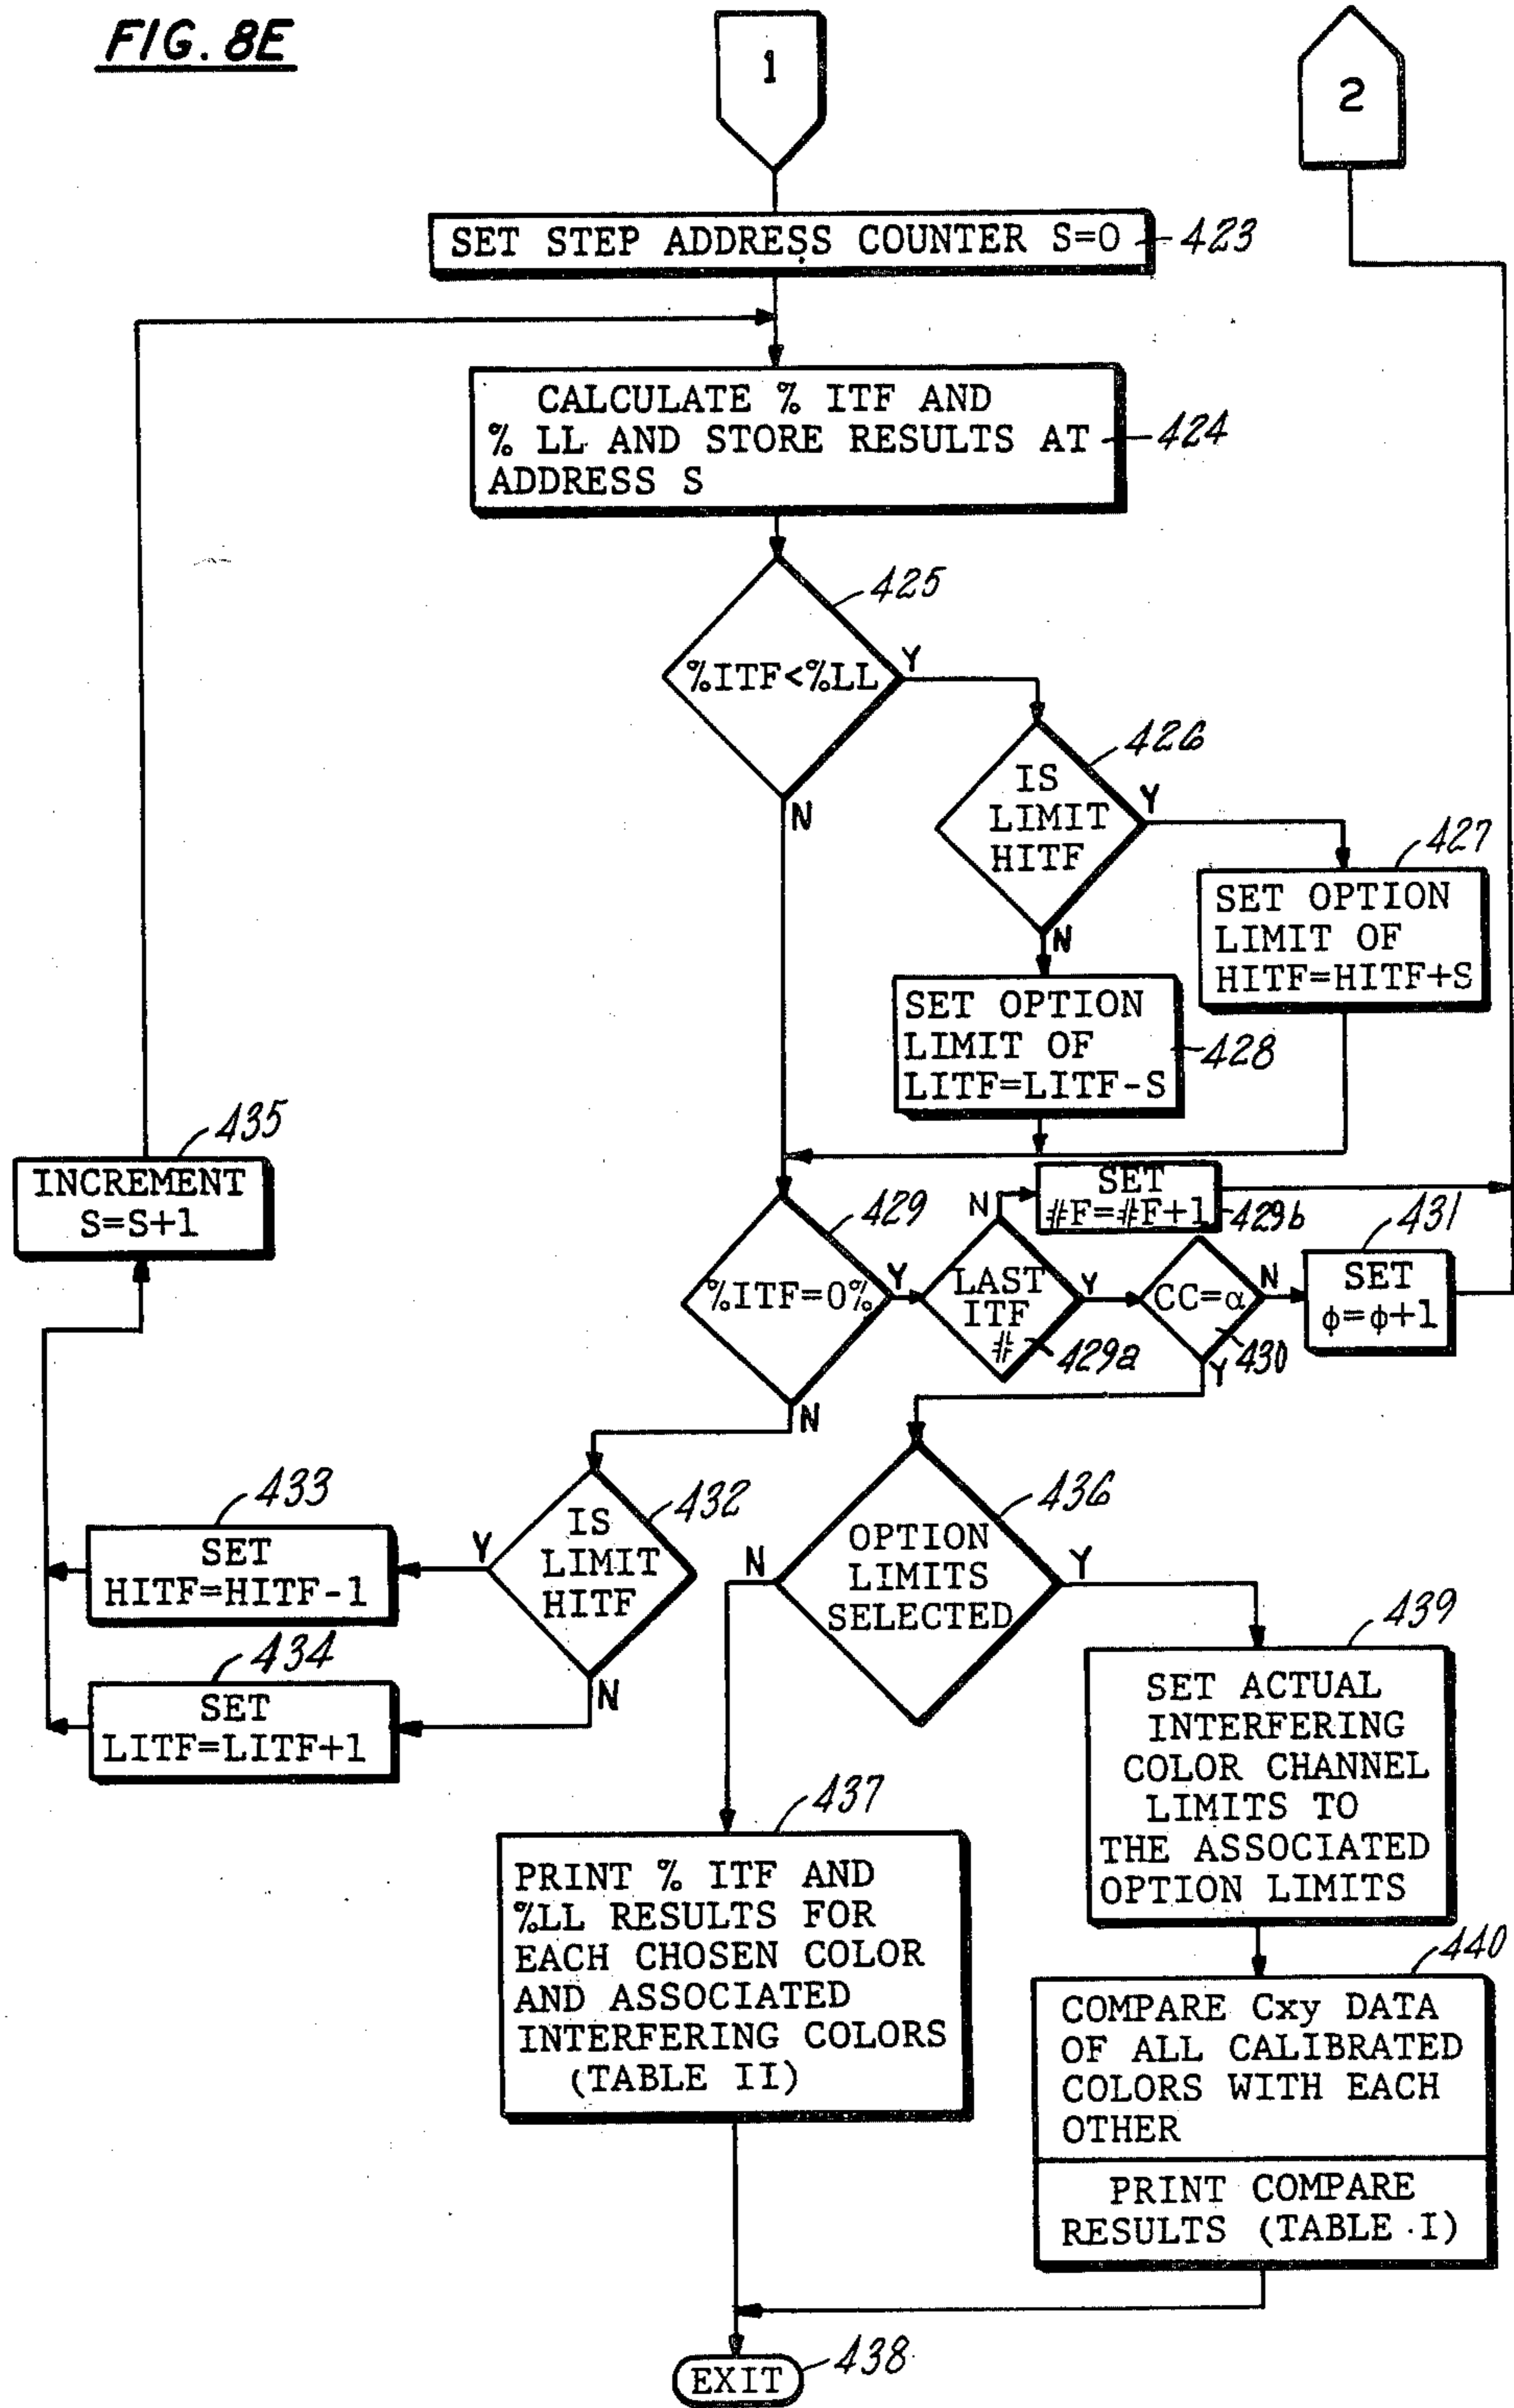 FIG. 8E
1
2
SET STEP ADDRESS COUNTER S=0
423
CALCULATE % ITF AND
% LL AND STORE RESULTS AT
ADDRESS S
424
425
%ITF<%LL
Y
N
426
IS
LIMIT
HITF
Y
N
427
SET OPTION
LIMIT OF
HITF=HITF+S
SET OPTION
LIMIT OF
LITF=LITF-S
428
435
INCREMENT
S=S+1
429
%ITF=0%
Y
N
N
SET
#F=#F+1
429b
LAST
ITF
#
429a
Y
CC=α
430
N
Y
431
SET
ϕ=ϕ+1
432
IS
LIMIT
HITF
Y
N
433
SET
HITF=HITF-1
434
SET
LITF=LITF+1
436
OPTION
LIMITS
SELECTED
N
Y
437
PRINT % ITF AND
%LL RESULTS FOR
EACH CHOSEN COLOR
AND ASSOCIATED
INTERFERING COLORS
(TABLE II)
439
SET ACTUAL
INTERFERING
COLOR CHANNEL
LIMITS TO
THE ASSOCIATED
OPTION LIMITS
440
COMPARE Cxy DATA
OF ALL CALIBRATED
COLORS WITH EACH
OTHER
PRINT COMPARE
RESULTS (TABLE I)
EXIT
438